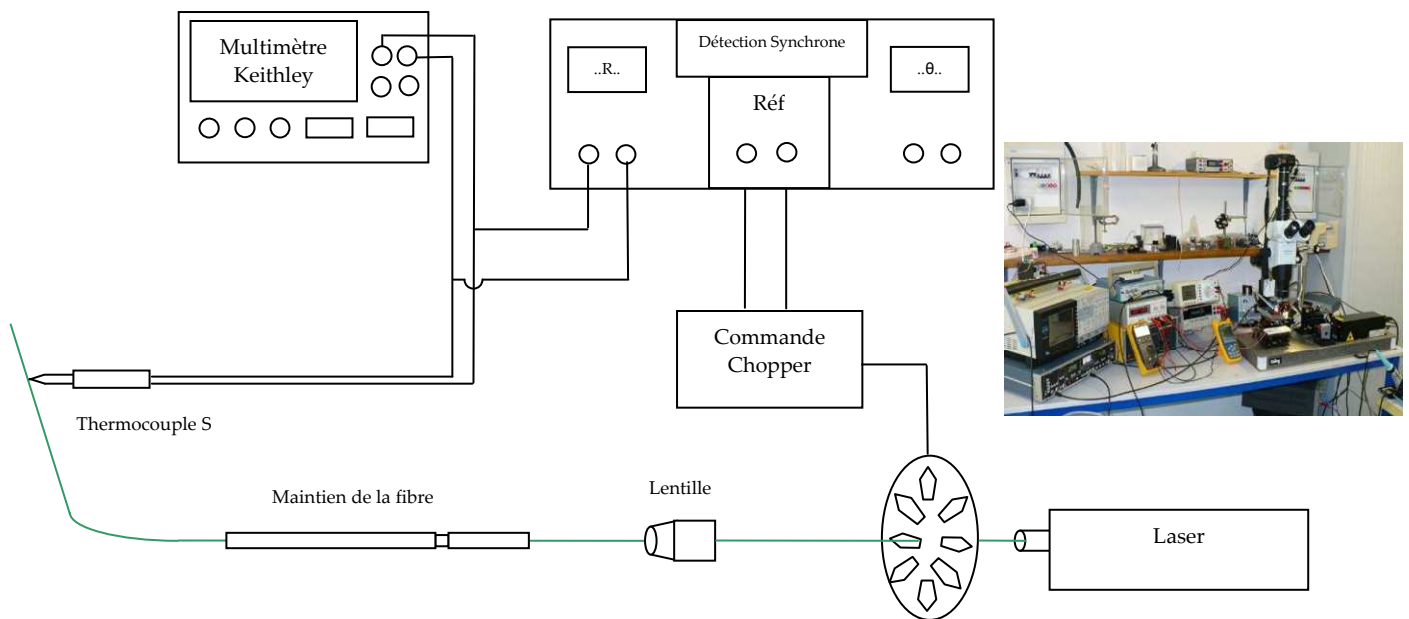 Multimètre
Keithley
Détection Synchrone
..R..
..θ..
Réf
Commande
Chopper
Thermocouple S
Maintien de la fibre
Lentille
Laser